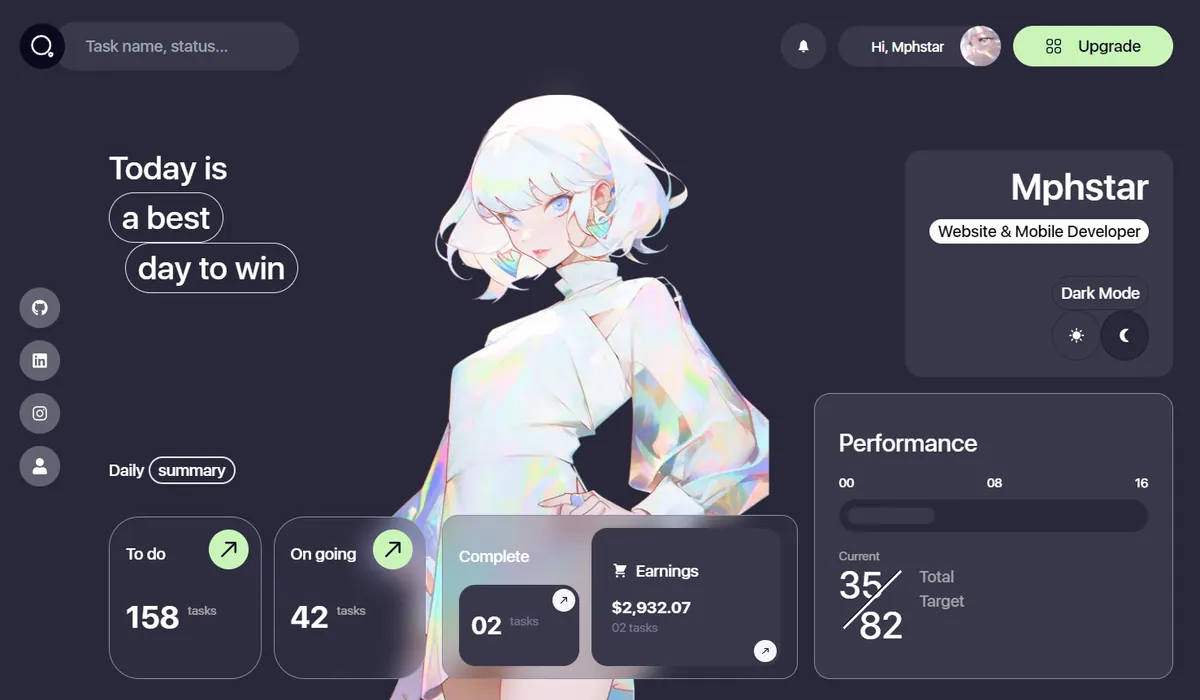 Task name, status...
Hi, Mphstar
Upgrade
Today is
a best
day to win
Mphstar
Website & Mobile Developer
Dark Mode
Daily summary
To do
158 tasks
On going
42 tasks
Complete
02 tasks
Earnings
$2,932.07
02 tasks
Performance
00 08 16
Current
35/82
Total
Target